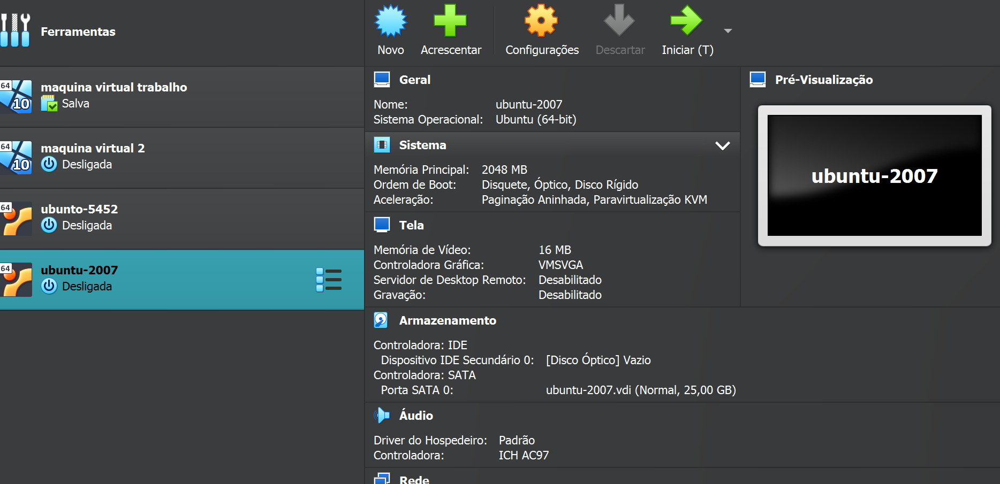 Ferramentas
64
10
maquina virtual trabalho
Salva
64
10
maquina virtual 2
Desligada
64
ubunto-5452
Desligada
64
ubuntu-2007
Desligada
Novo
Acrescentar
Configurações
Descartar
Iniciar (T)
Geral
Nome: ubuntu-2007
Sistema Operacional: Ubuntu (64-bit)
Sistema
Memória Principal: 2048 MB
Ordem de Boot: Disquete, Óptico, Disco Rígido
Aceleração: Paginação Aninhada, Paravirtualização KVM
Tela
Memória de Vídeo: 16 MB
Controladora Gráfica: VMSVGA
Servidor de Desktop Remoto: Desabilitado
Gravação: Desabilitado
Armazenamento
Controladora: IDE
Dispositivo IDE Secundário 0: [Disco Óptico] Vazio
Controladora: SATA
Porta SATA 0: ubuntu-2007.vdi (Normal, 25,00 GB)
Áudio
Driver do Hospedeiro: Padrão
Controladora: ICH AC97
Rede
Pré-Visualização
ubuntu-2007